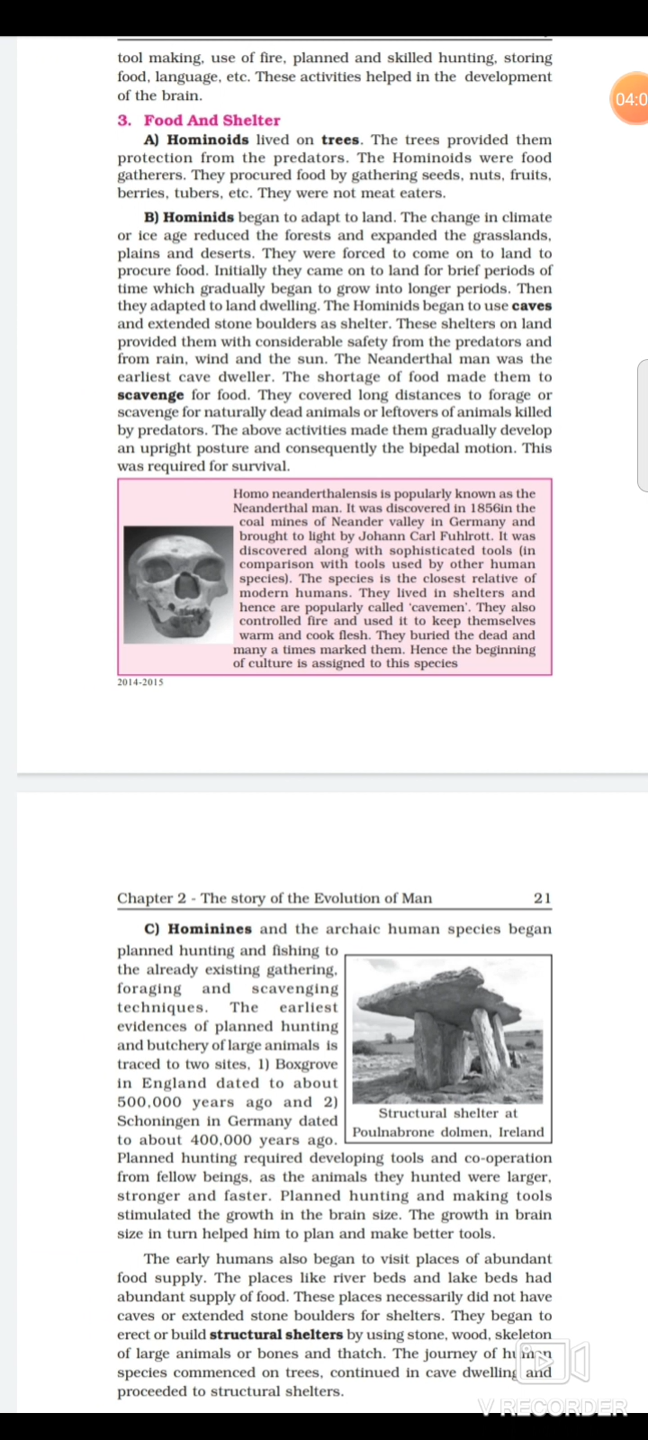 04:0
tool making, use of fire, planned and skilled hunting, storing
food, language, etc. These activities helped in the development
of the brain.
3. Food And Shelter
A) Hominoids lived on trees. The trees provided them
protection from the predators. The Hominoids were food
gatherers. They procured food by gathering seeds, nuts, fruits,
berries, tubers, etc. They were not meat eaters.
B) Hominids began to adapt to land. The change in climate
or ice age reduced the forests and expanded the grasslands,
plains and deserts. They were forced to come on to land to
procure food. Initially they came on to land for brief periods of
time which gradually began to grow into longer periods. Then
they adapted to land dwelling. The Hominids began to use caves
and extended stone boulders as shelter. These shelters on land
provided them with considerable safety from the predators and
from rain, wind and the sun. The Neanderthal man was the
earliest cave dweller. The shortage of food made them to
scavenge for food. They covered long distances to forage or
scavenge for naturally dead animals or leftovers of animals killed
by predators. The above activities made them gradually develop
an upright posture and consequently the bipedal motion. This
was required for survival.
Homo neanderthalensis is popularly known as the
Neanderthal man. It was discovered in 1856in the
coal mines of Neander valley in Germany and
brought to light by Johann Carl Fuhlrott. It was
discovered along with sophisticated tools (in
comparison with tools used by other human
species). The species is the closest relative of
modern humans. They lived in shelters and
hence are popularly called 'cavemen'. They also
controlled fire and used it to keep themselves
warm and cook flesh. They buried the dead and
many a times marked them. Hence the beginning
of culture is assigned to this species
2014-2015
Chapter 2 - The story of the Evolution of Man 21
C) Hominines and the archaic human species began
planned hunting and fishing to
the already existing gathering,
foraging and scavenging
techniques. The earliest
evidences of planned hunting
and butchery of large animals is
traced to two sites, 1) Boxgrove
in England dated to about
500,000 years ago and 2)
Schoningen in Germany dated
to about 400,000 years ago.
Structural shelter at
Poulnabrone dolmen, Ireland
Planned hunting required developing tools and co-operation
from fellow beings, as the animals they hunted were larger,
stronger and faster. Planned hunting and making tools
stimulated the growth in the brain size. The growth in brain
size in turn helped him to plan and make better tools.
The early humans also began to visit places of abundant
food supply. The places like river beds and lake beds had
abundant supply of food. These places necessarily did not have
caves or extended stone boulders for shelters. They began to
erect or build structural shelters by using stone, wood, skeleton
of large animals or bones and thatch. The journey of human
species commenced on trees, continued in cave dwelling and
proceeded to structural shelters.
V RECORDER